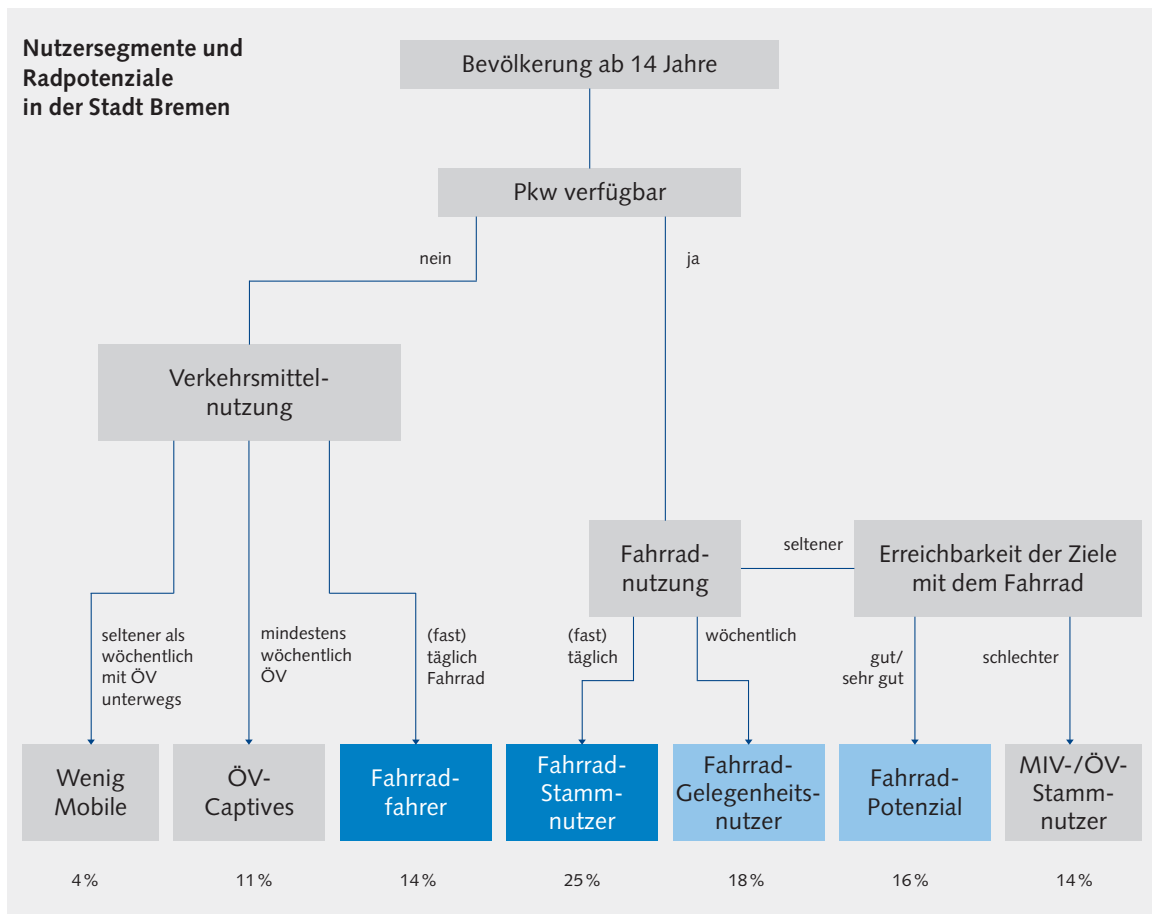 Nutzersegmente und
Radpotenziale
in der Stadt Bremen
Bevölkerung ab 14 Jahre
Pkw verfügbar
nein
ja
Verkehrsmittel-
nutzung
Fahrrad-
nutzung
seltener
Erreichbarkeit der Ziele
mit dem Fahrrad
seltener als
wöchentlich
mit ÖV
unterwegs
mindestens
wöchentlich
ÖV
(fast)
täglich
Fahrrad
(fast)
täglich
wöchentlich
gut/
sehr gut
schlechter
Wenig
Mobile
ÖV-
Captives
Fahrrad-
fahrer
Fahrrad-
Stamm-
nutzer
Fahrrad-
Gelegenheits-
nutzer
Fahrrad-
Potenzial
MIV-/ÖV-
Stamm-
nutzer
4 %
11 %
14 %
25 %
18 %
16 %
14 %